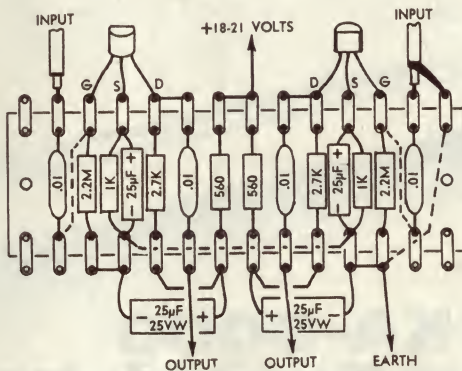 INPUT
+18-21 VOLTS
INPUT
G
S
D
D
S
G
.01
2.2M
1K
- 25µF +
2.7K
.01
560
560
.01
2.7K
- 25µF +
1K
2.2M
.01
- 25µF +
25VW
+ 25µF -
25VW
OUTPUT
OUTPUT
EARTH